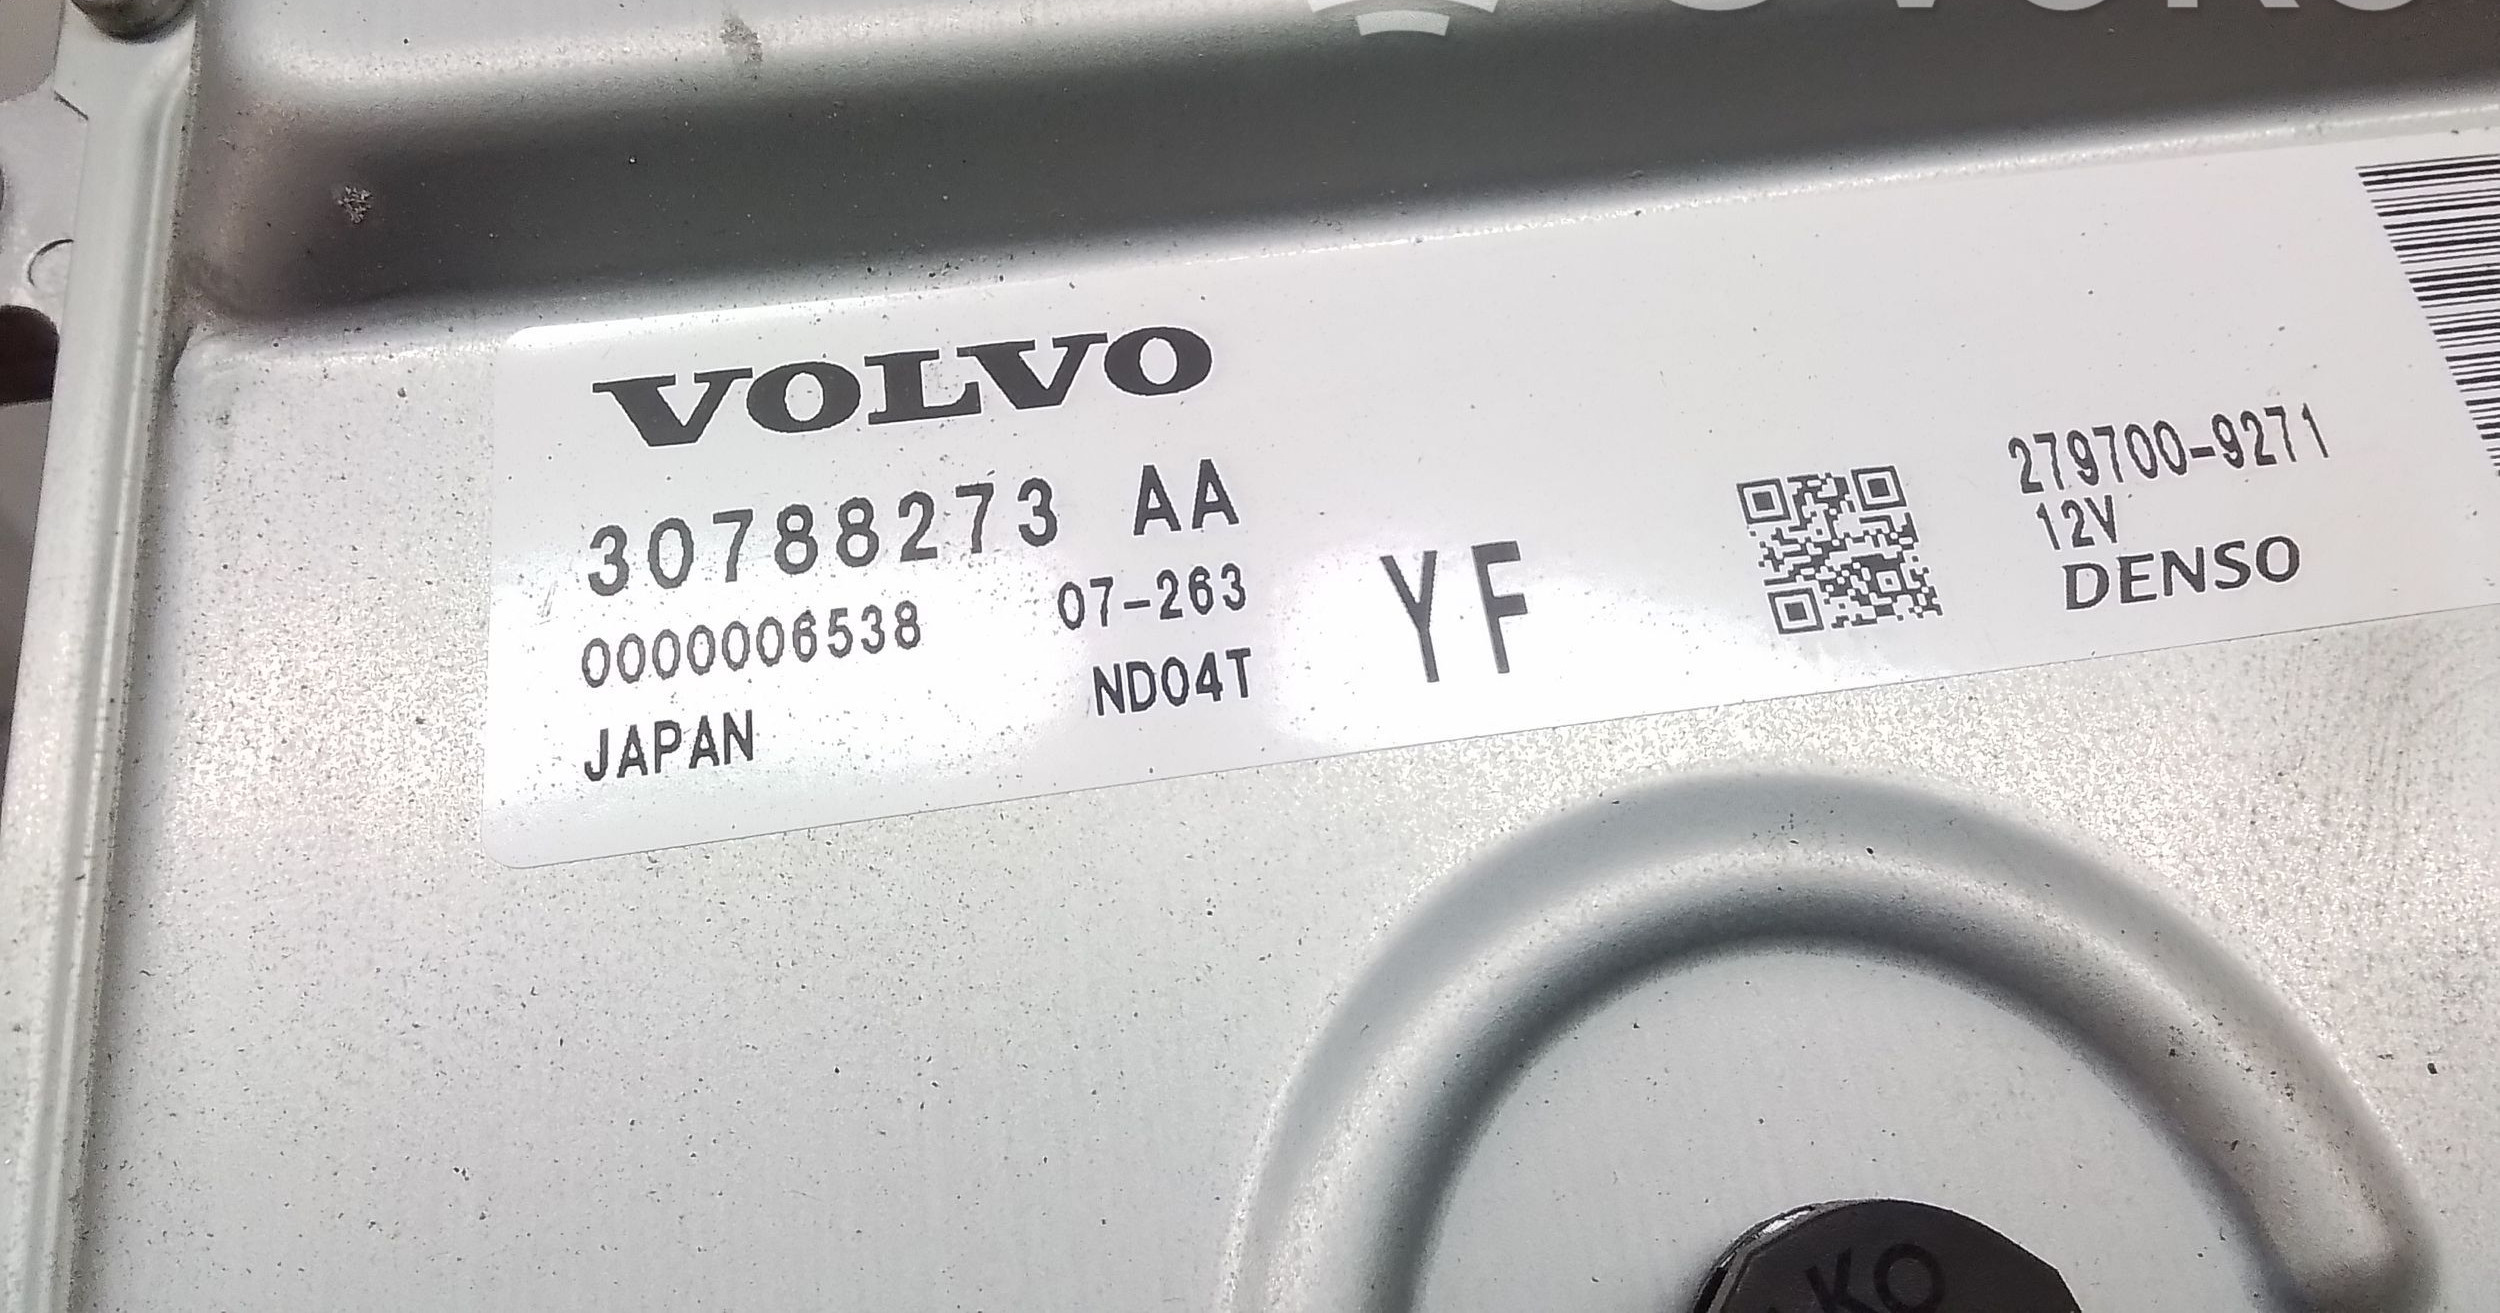 VOLVO
30788273 AA
0000006538 07-263
JAPAN ND04T
YF
279700-9271
12V
DENSO